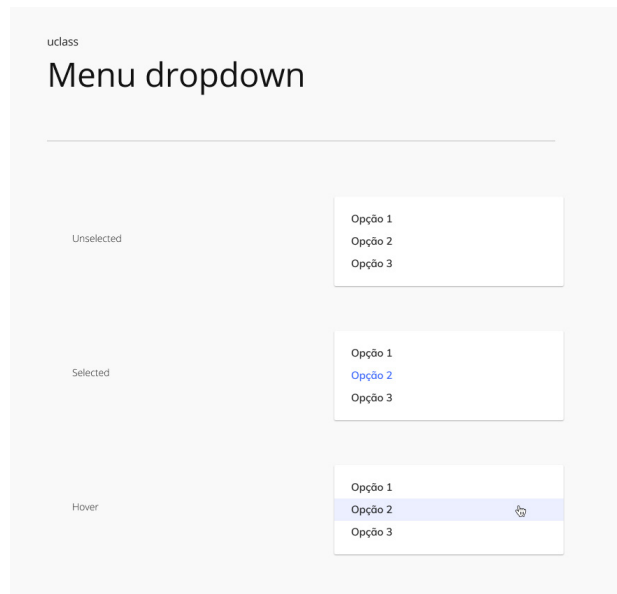 uclass
Menu dropdown
Unselected
Opção 1
Opção 2
Opção 3
Selected
Opção 1
Opção 2
Opção 3
Hover
Opção 1
Opção 2
Opção 3